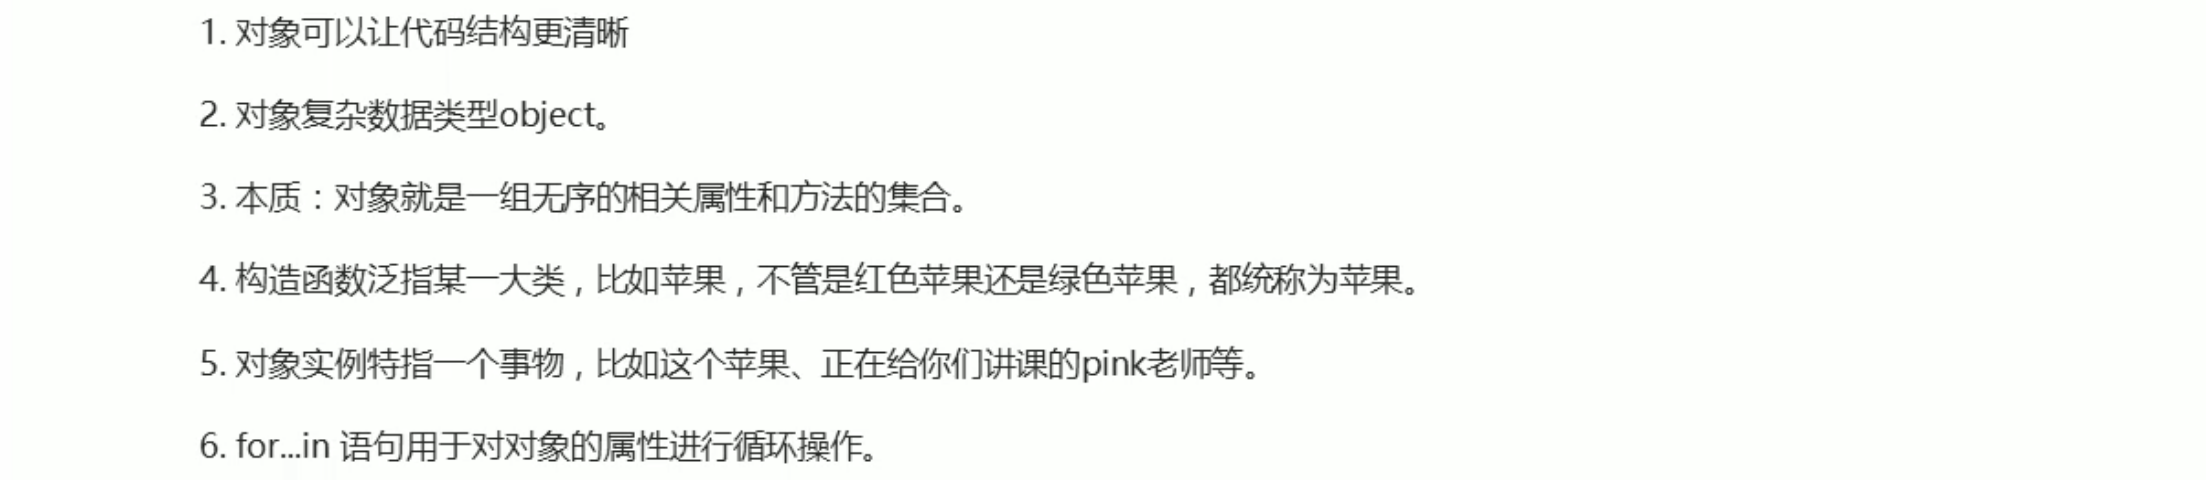 1. 对象可以让代码结构更清晰
2. 对象复杂数据类型object。
3. 本质：对象就是一组无序的相关属性和方法的集合。
4. 构造函数泛指某一大类，比如苹果，不管是红色苹果还是绿色苹果，都统称为苹果。
5. 对象实例特指一个事物，比如这个苹果、正在给你们讲课的pink老师等。
6. for...in 语句用于对对象的属性进行循环操作。